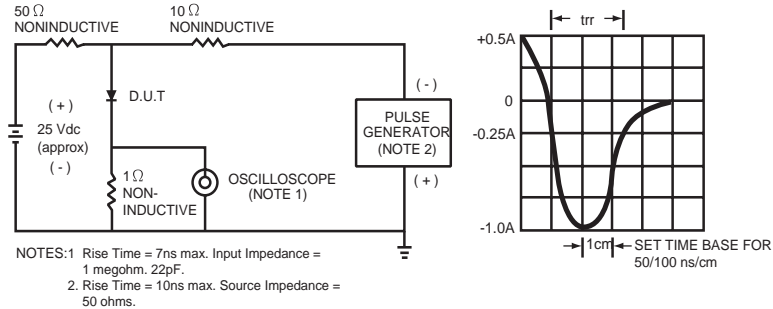 50 Ω
NONINDUCTIVE
10 Ω
NONINDUCTIVE
( + )
25 Vdc
(approx)
( - )
D.U.T
1 Ω
NON-
INDUCTIVE
OSCILLOSCOPE
(NOTE 1)
( - )
PULSE
GENERATOR
(NOTE 2)
( + )
trr
+0.5A
0
-0.25A
-1.0A
1cm
SET TIME BASE FOR
50/100 ns/cm
NOTES:1 Rise Time = 7ns max. Input Impedance =
1 megohm. 22pF.
2. Rise Time = 10ns max. Source Impedance =
50 ohms.